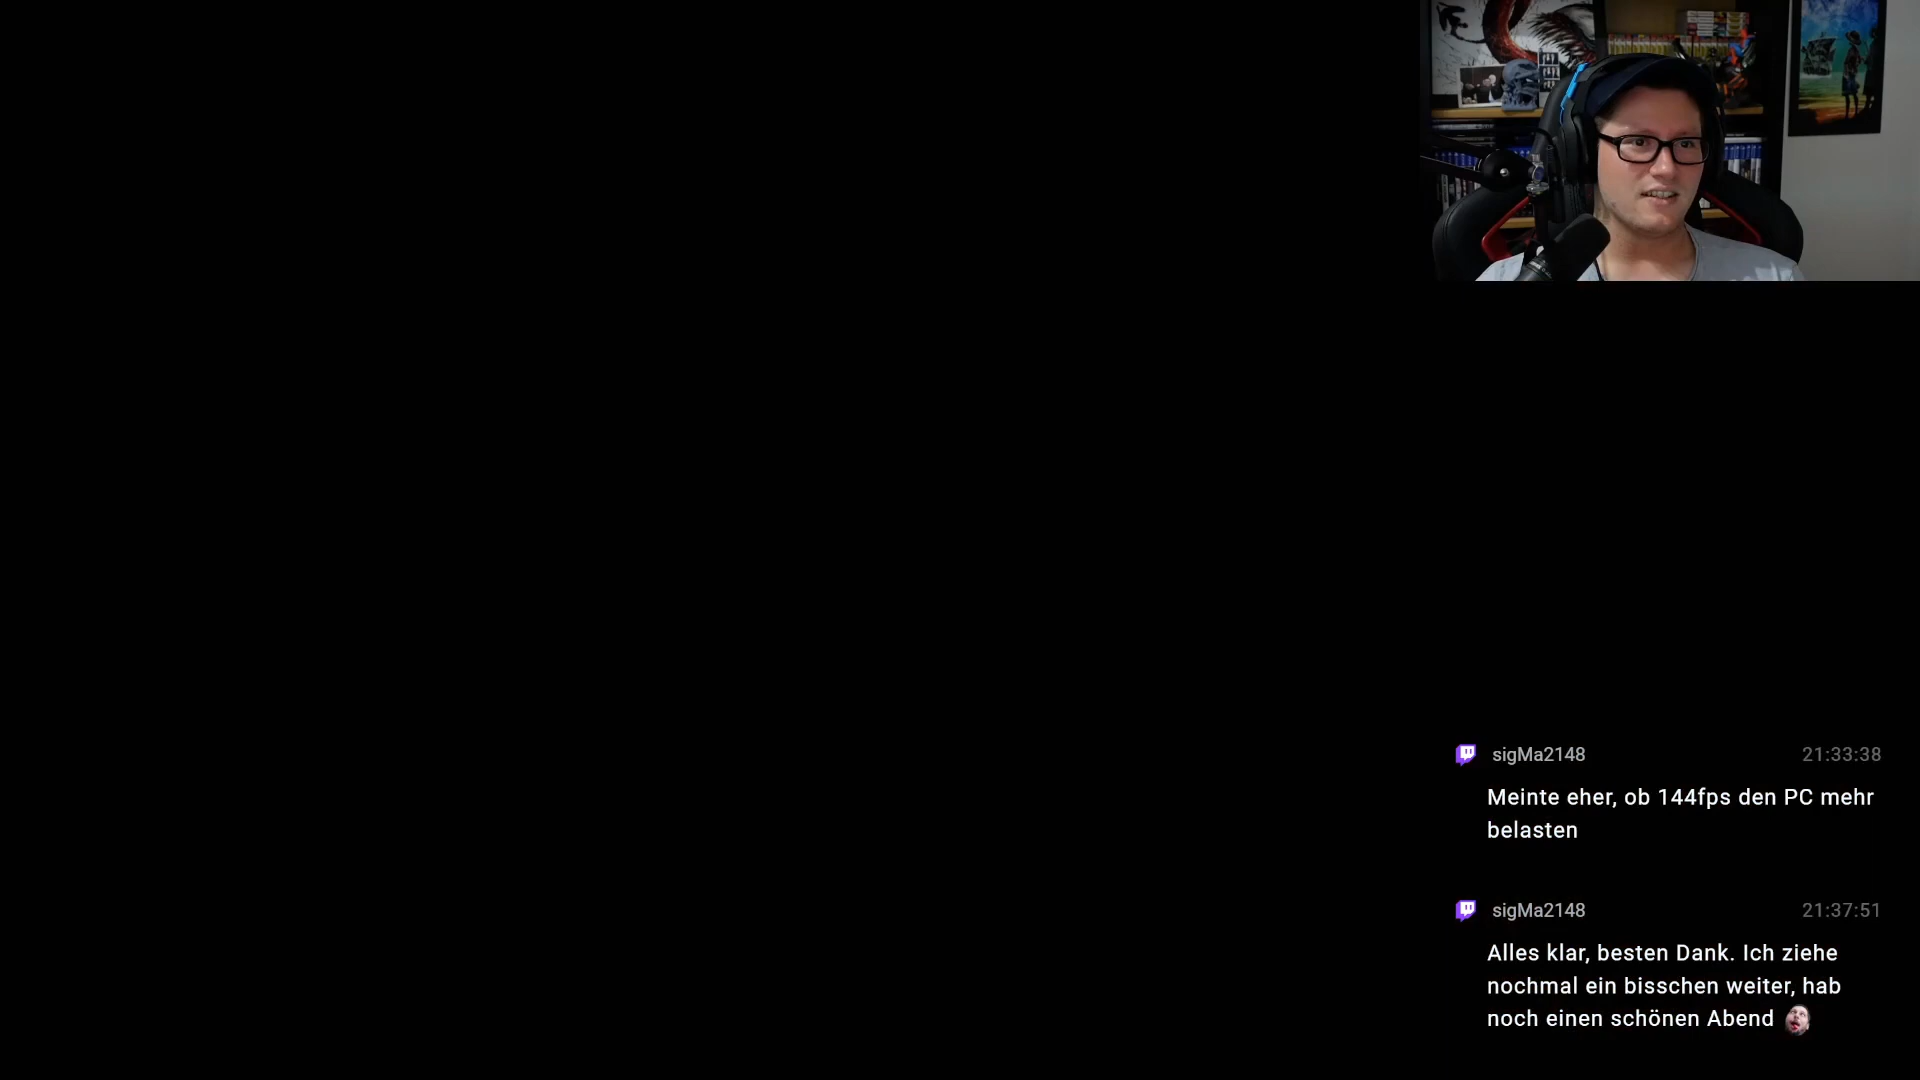 sigMa2148 21:33:38
Meinte eher, ob 144fps den PC mehr
belasten
sigMa2148 21:37:51
Alles klar, besten Dank. Ich ziehe
nochmal ein bisschen weiter, hab
noch einen schönen Abend